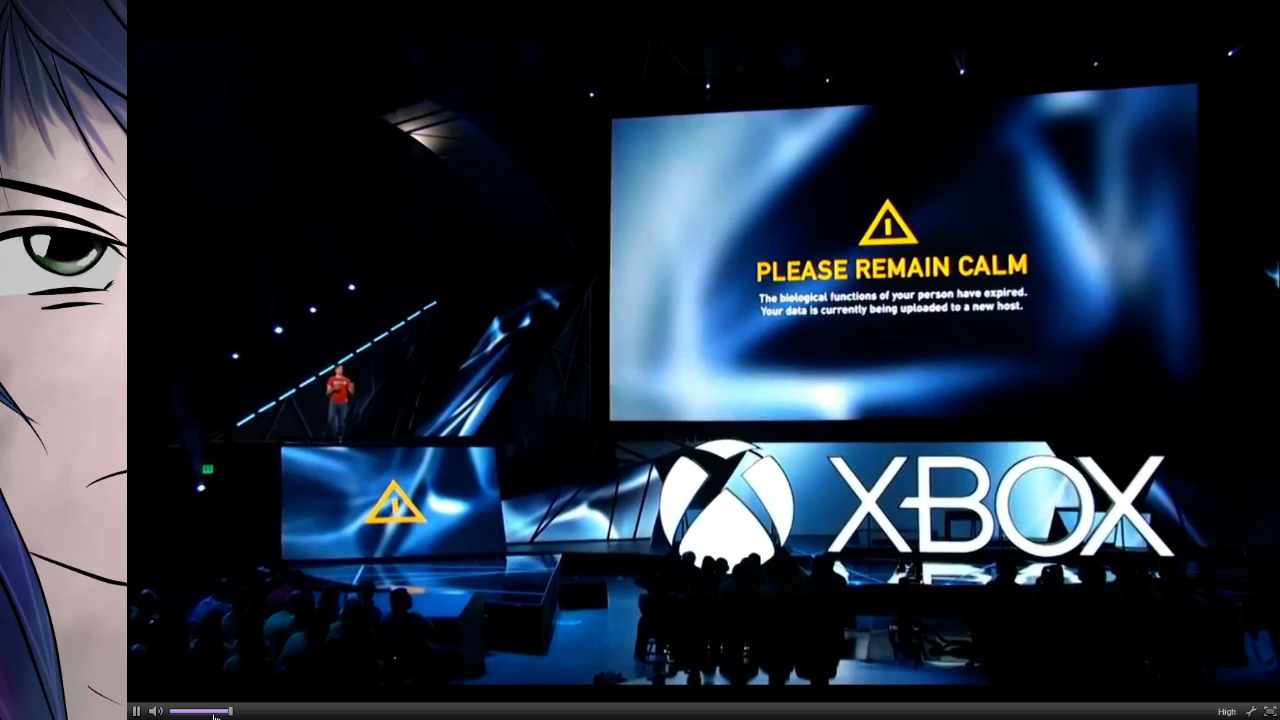 PLEASE REMAIN CALM
The biological functions of your person have expired.
Your data is currently being uploaded to a new host.
XBOX
High